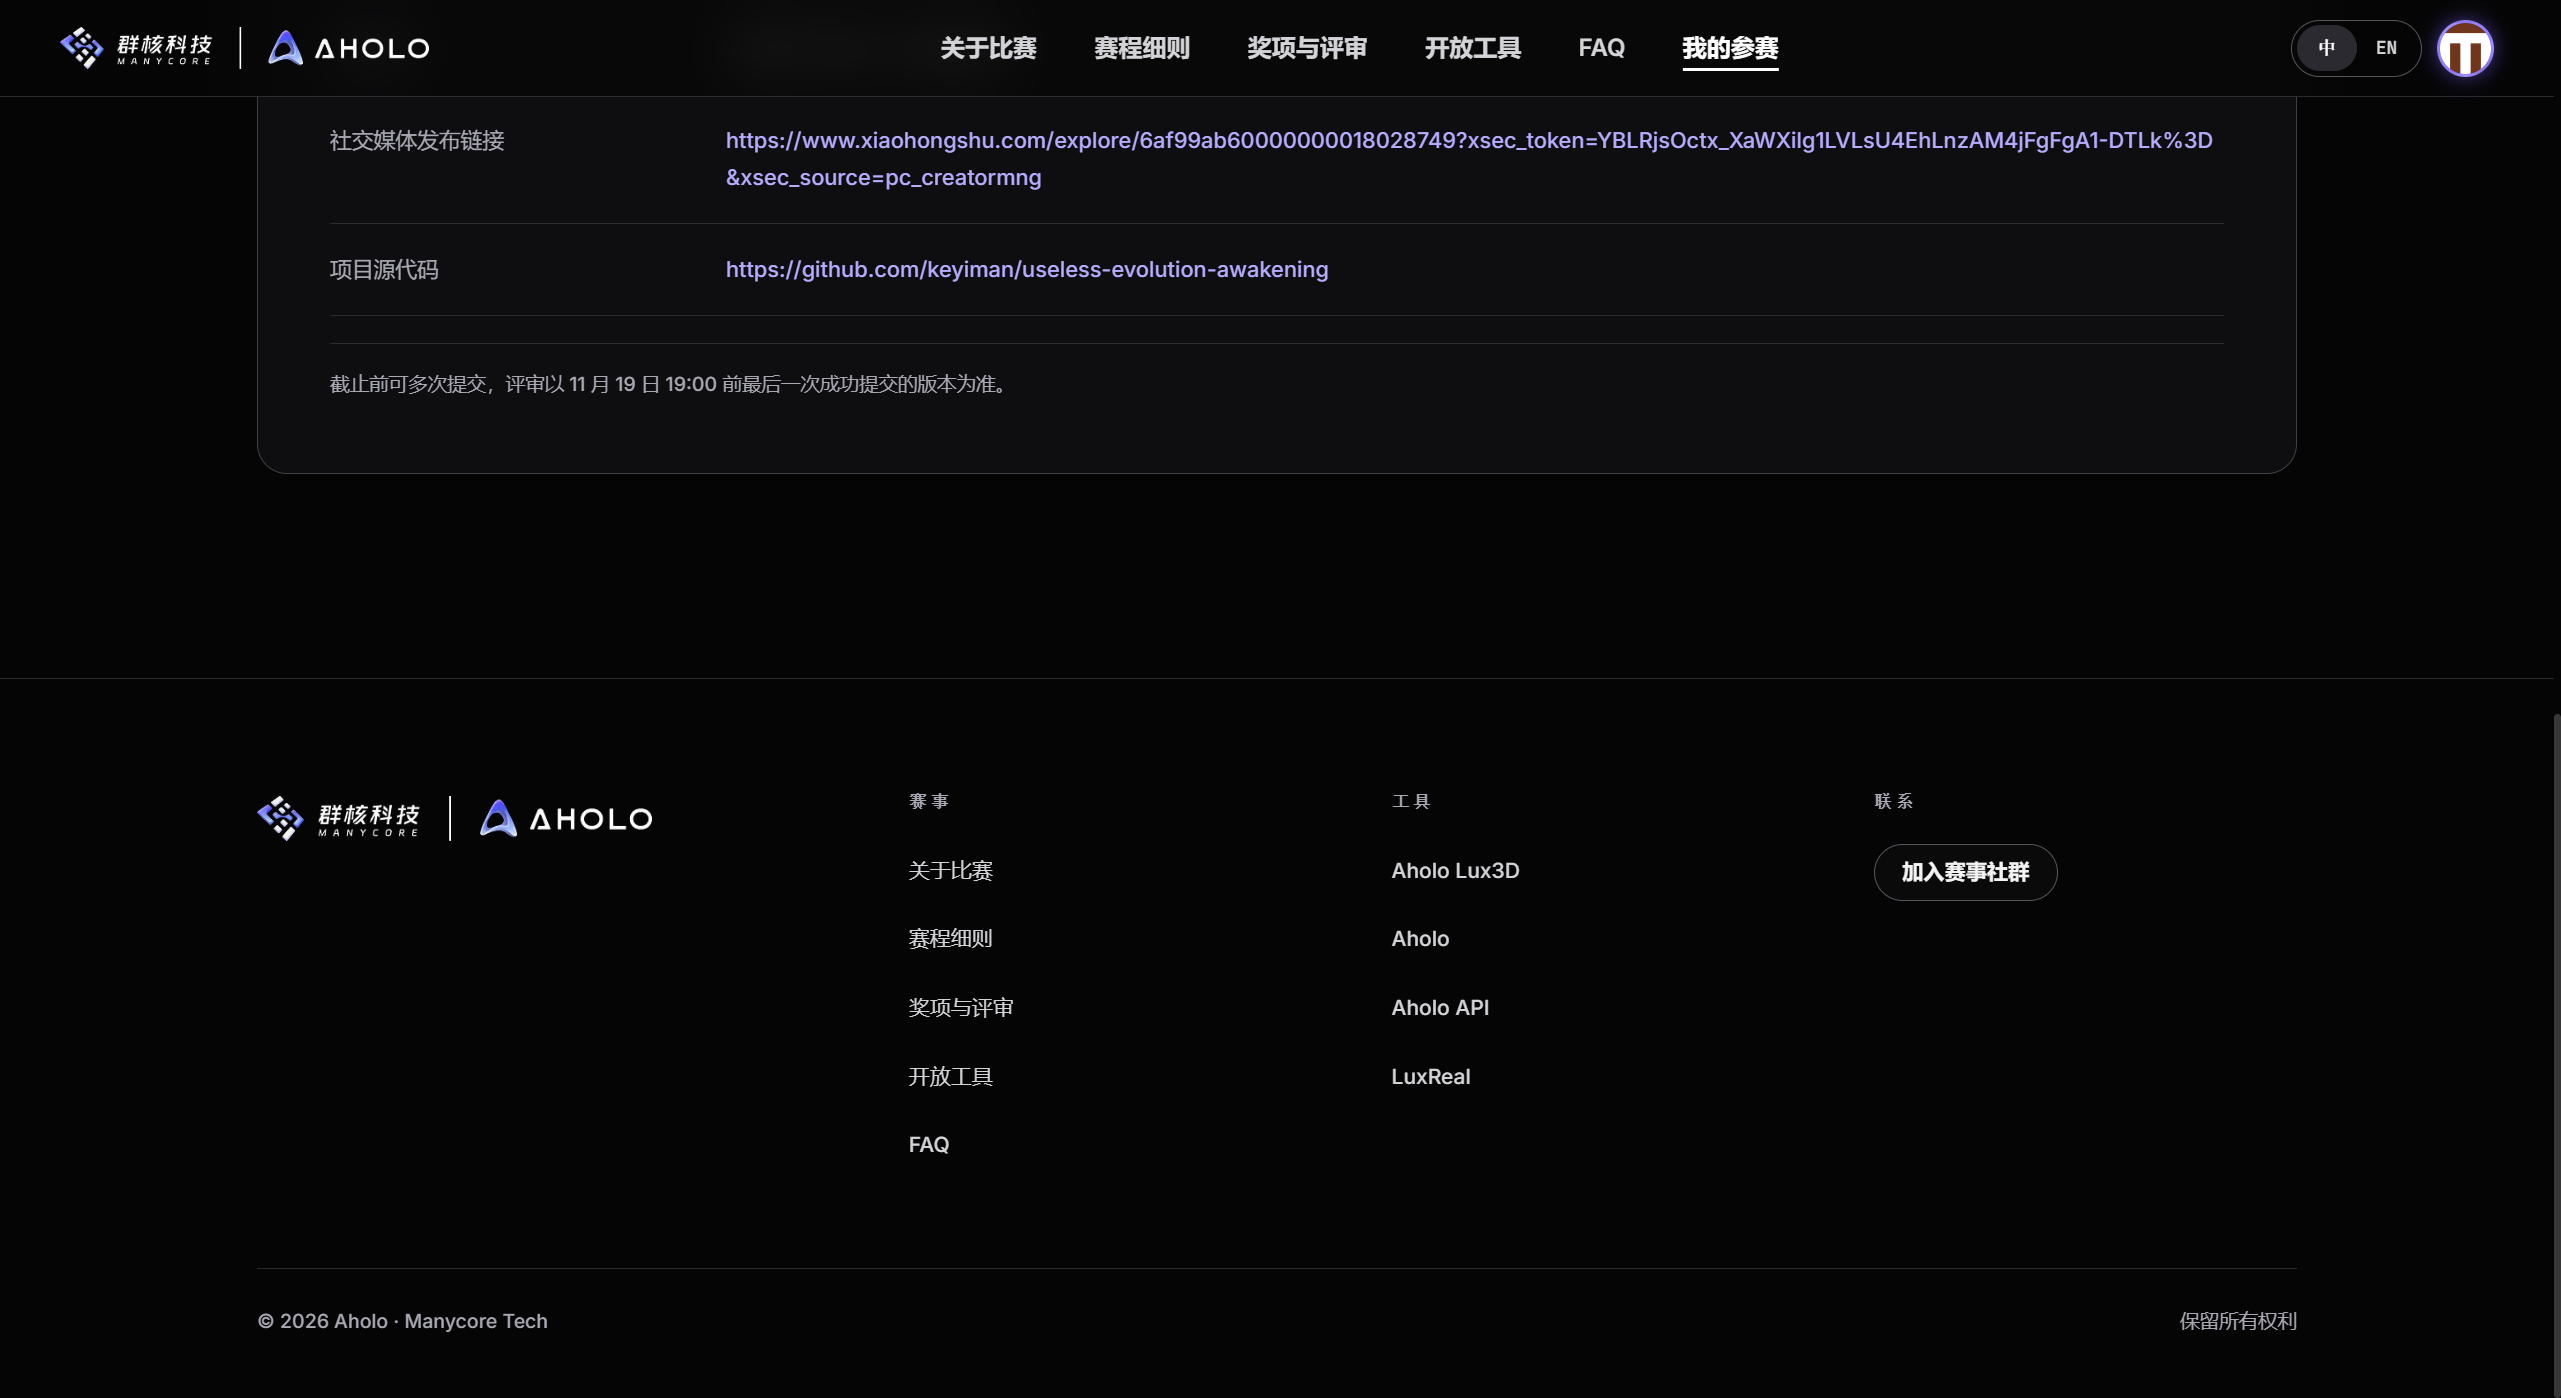 群核科技
MANYCORE
AHOLO
关于比赛
赛程细则
奖项与评审
开放工具
FAQ
我的参赛
中
EN
社交媒体发布链接
https://www.xiaohongshu.com/explore/6af99ab60000000018028749?xsec_token=YBLRjsOctx_XaWXilg1LVLsU4EhLnzAM4jFgFgA1-DTLk%3D
&xsec_source=pc_creatormng
项目源代码
https://github.com/keyiman/useless-evolution-awakening
截止前可多次提交，评审以 11 月 19 日 19:00 前最后一次成功提交的版本为准。
群核科技
MANYCORE
AHOLO
赛事
关于比赛
赛程细则
奖项与评审
开放工具
FAQ
工具
Aholo Lux3D
Aholo
Aholo API
LuxReal
联系
加入赛事社群
© 2026 Aholo · Manycore Tech
保留所有权利